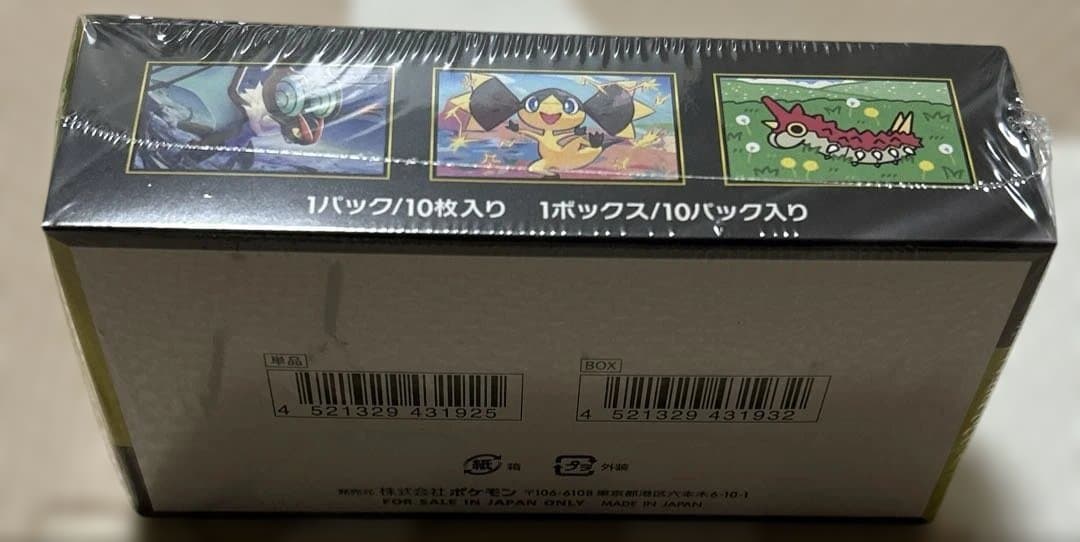 1パック/10枚入り 1ボックス/10パック入り
単品
BOX
4 521329 431925
4 521329 431932
紙 箱
プラ 外装
発売元 株式会社ポケモン 〒106-6108 東京都港区六本木6-10-1
FOR SALE IN JAPAN ONLY MADE IN JAPAN